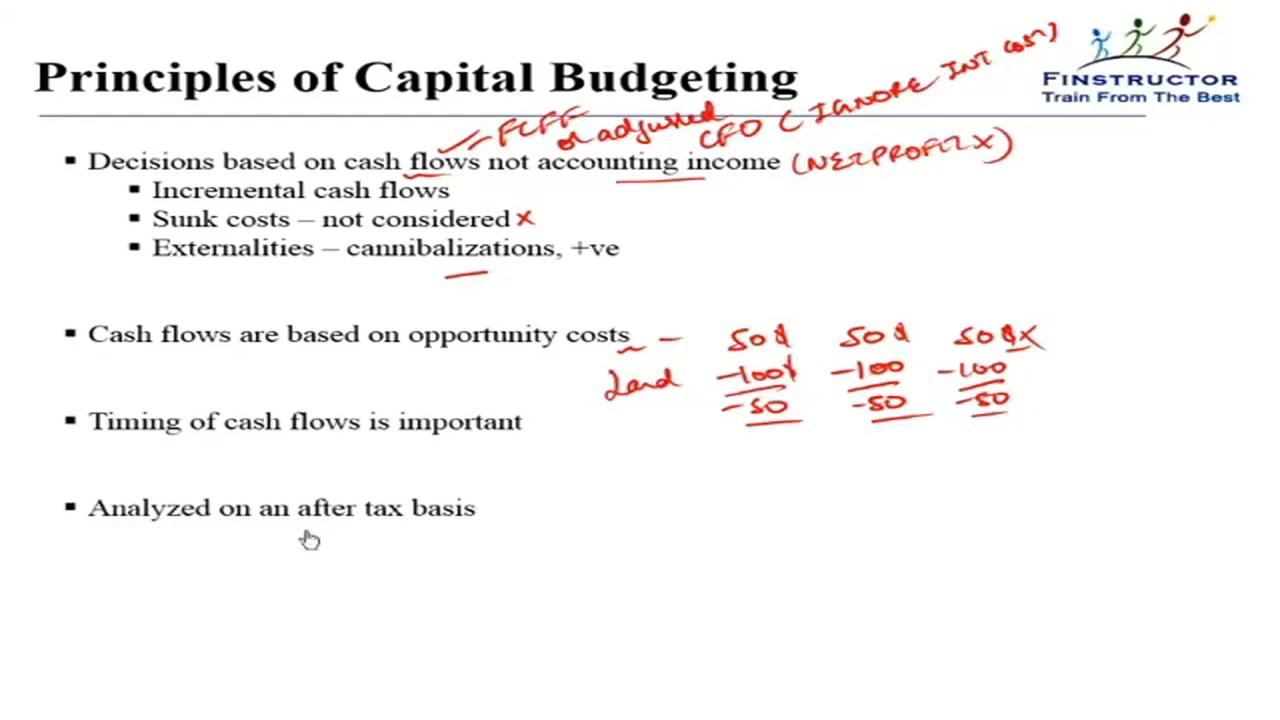 Principles of Capital Budgeting
FINSTRUCTOR
Train From The Best
FCFF or adjusted CFO (IGNORE INT COST)
▪ Decisions based on cash flows not accounting income (NET PROFIT X)
▪ Incremental cash flows
▪ Sunk costs – not considered x
▪ Externalities – cannibalizations, +ve
▪ Cash flows are based on opportunity costs – 50$ 50$ 50$x
Land -100$ -100 -100
-50 -50 -50
▪ Timing of cash flows is important
▪ Analyzed on an after tax basis